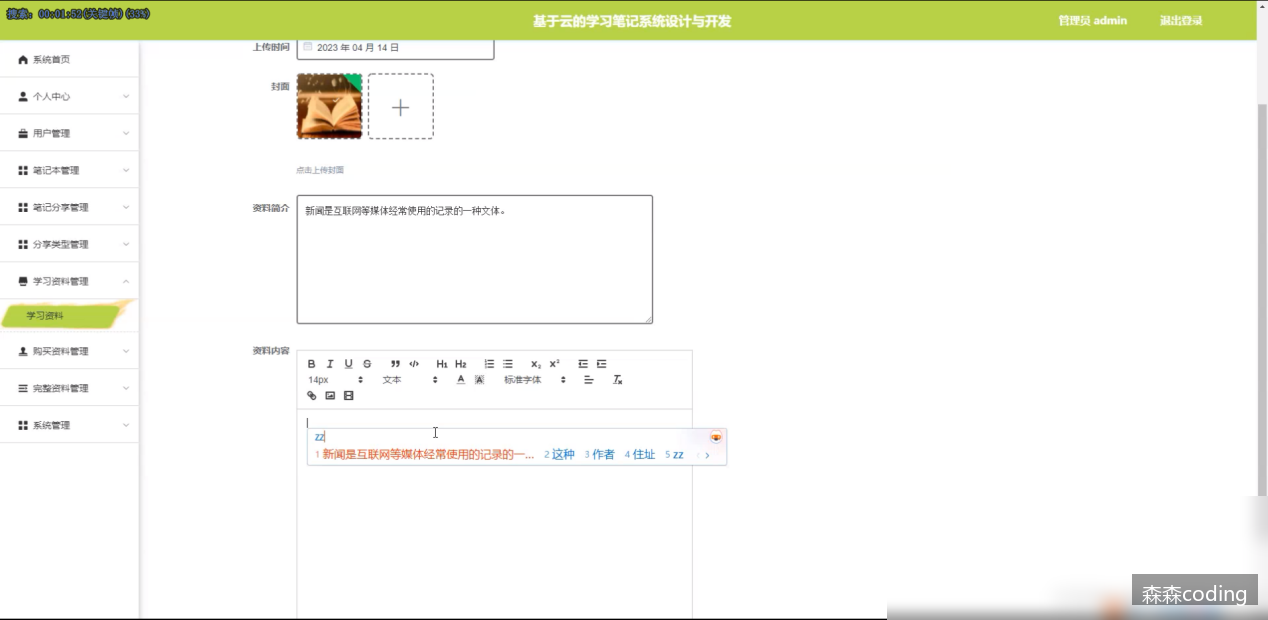 搜索: 00:01:52(关键帧) (33%)
基于云的学习笔记系统设计与开发
管理员 admin
退出登录
系统首页
个人中心
用户管理
笔记本管理
笔记分享管理
分享类型管理
学习资料管理
学习资料
购买资料管理
完整资料管理
系统管理
上传时间
2023 年 04 月 14 日
封面
点击上传封面
资料简介
新闻是互联网等媒体经常使用的记录的一种文体。
资料内容
B I U S H1 H2 X₂ X²
14px 文本 A A 标准字体 Tx
zz
1 新闻是互联网等媒体经常使用的记录的一... 2 这种 3 作者 4 住址 5 zz
森森coding